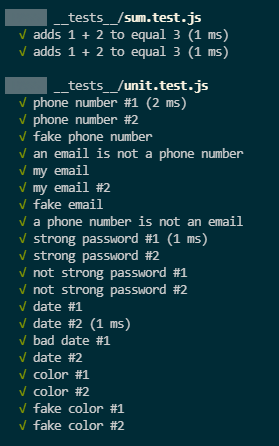 __tests__/sum.test.js
√ adds 1 + 2 to equal 3 (1 ms)
√ adds 1 + 2 to equal 3 (1 ms)
__tests__/unit.test.js
√ phone number #1 (2 ms)
√ phone number #2
√ fake phone number
√ an email is not a phone number
√ my email
√ my email #2
√ fake email
√ a phone number is not an email
√ strong password #1 (1 ms)
√ strong password #2
√ not strong password #1
√ not strong password #2
√ date #1
√ date #2 (1 ms)
√ bad date #1
√ date #2
√ color #1
√ color #2
√ fake color #1
√ fake color #2